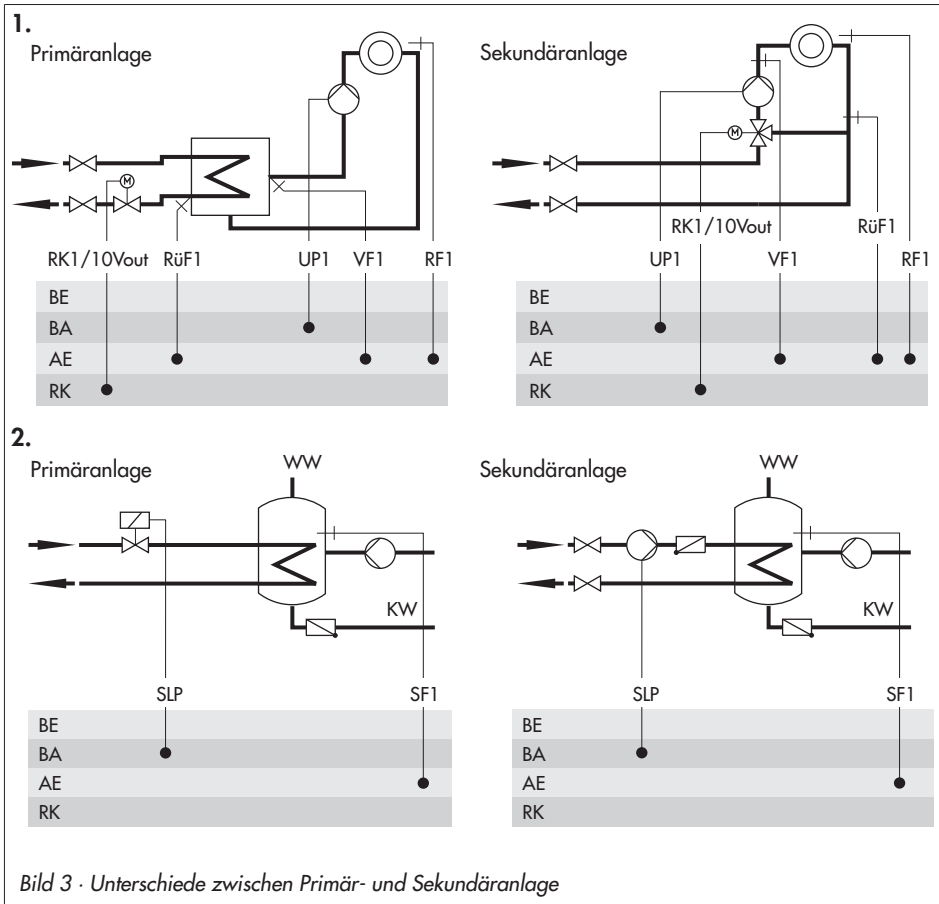 1.
Primäranlage
Sekundäranlage
M
M
RK1/10Vout RüF1 UP1 VF1 RF1
RK1/10Vout RüF1
UP1 VF1 RF1
BE
BA
AE
RK
BE
BA
AE
RK
2.
Primäranlage
WW
KW
SLP SF1
BE
BA
AE
RK
Sekundäranlage
WW
KW
SLP SF1
BE
BA
AE
RK
Bild 3 · Unterschiede zwischen Primär- und Sekundäranlage